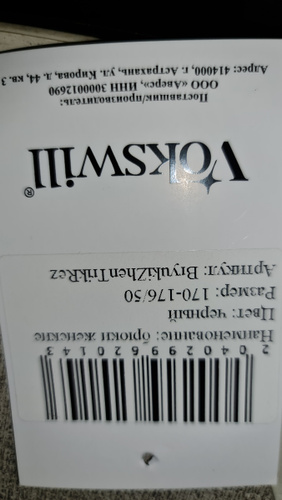 2040299620143
Наименование: брюки женские
Цвет: черный
Размер: 170-176/50
Артикул: BryukiZhenTrikRez
Vokswill®
Поставщик/производитель:
ООО «Аверс», ИНН 3000012690
Адрес: 414000, г. Астрахань, ул. Кирова, д. 44, кв. 3